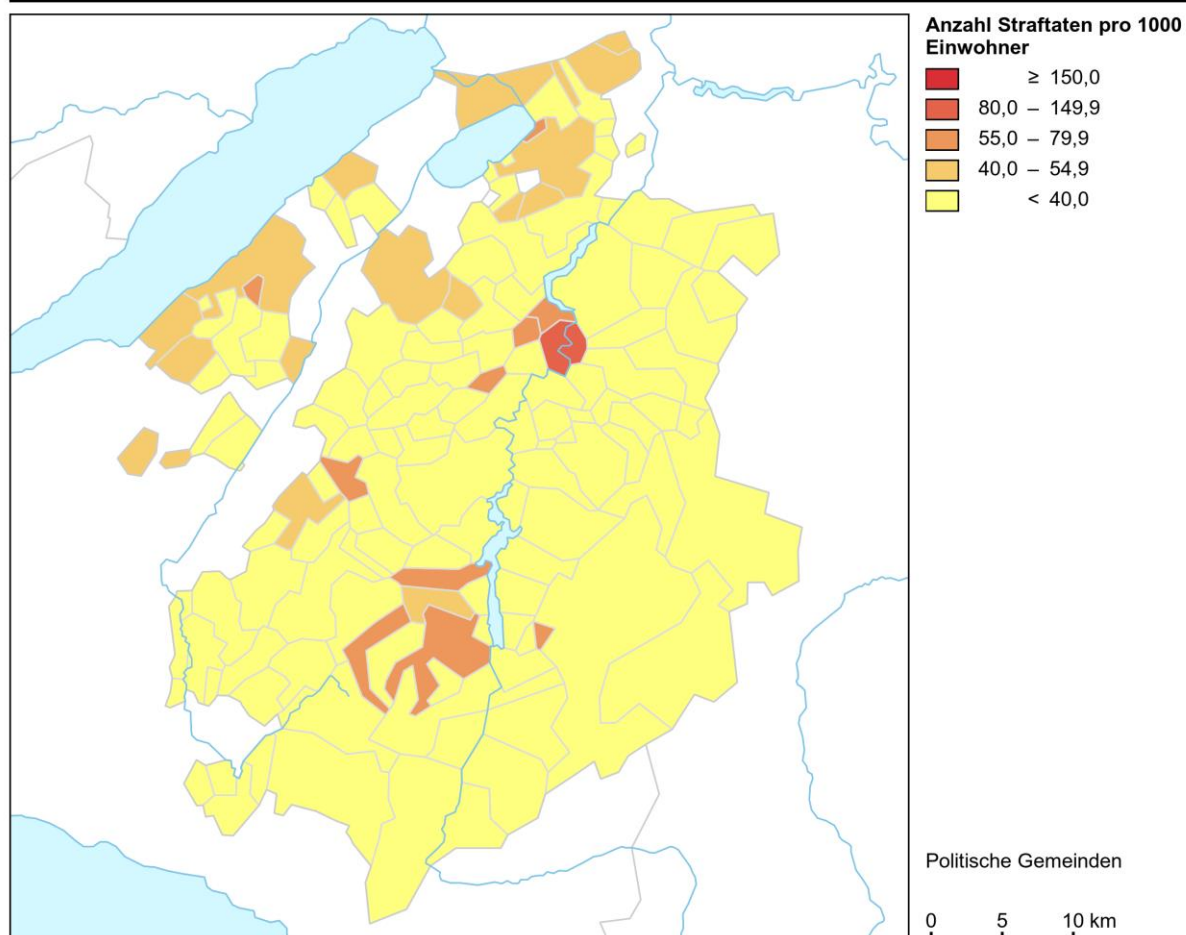 Anzahl Straftaten pro 1000
Einwohner
≥ 150,0
80,0 – 149,9
55,0 – 79,9
40,0 – 54,9
< 40,0
Politische Gemeinden
0 5 10 km